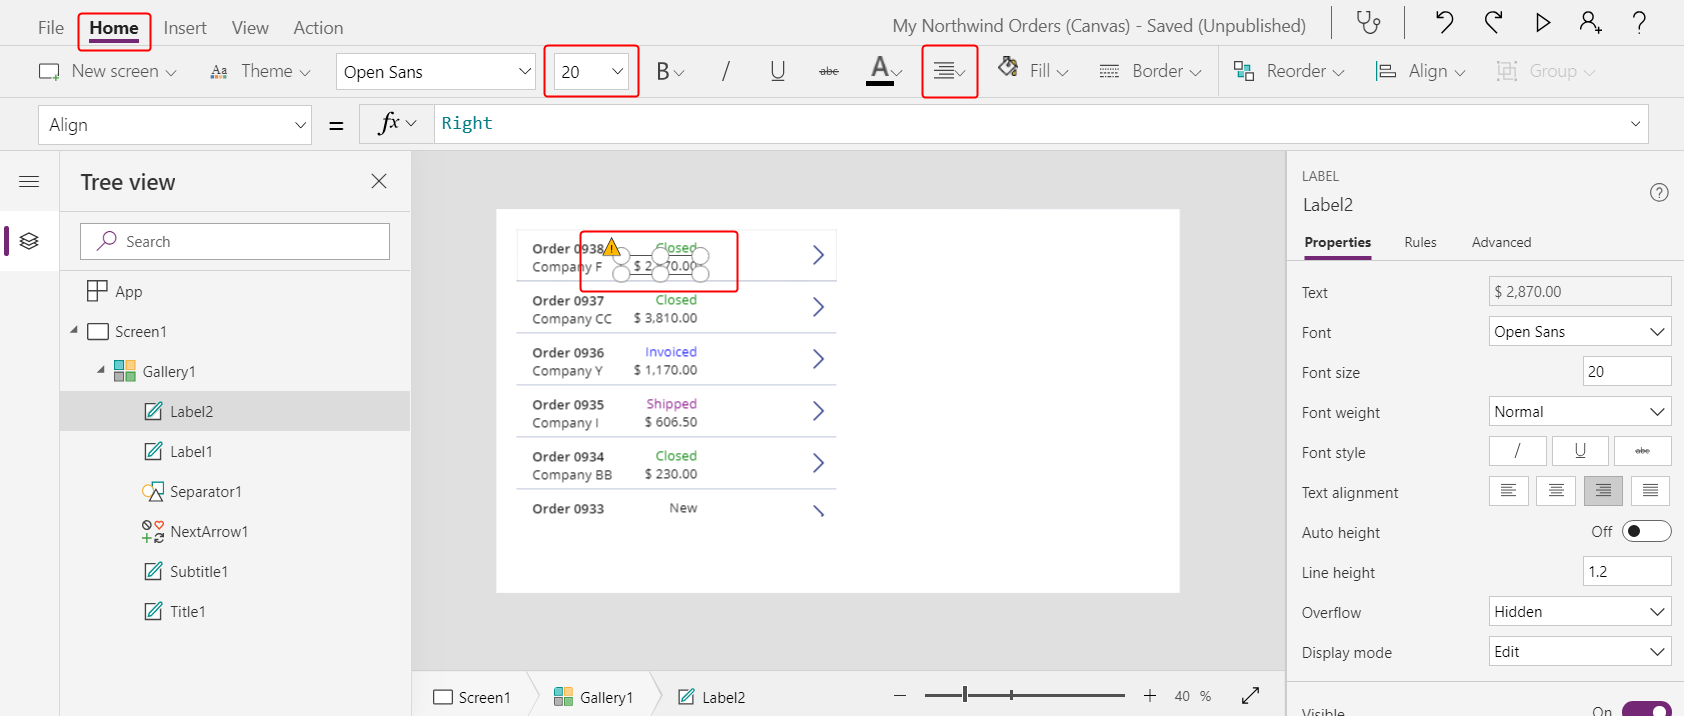 File Home Insert View Action My Northwind Orders (Canvas) - Saved (Unpublished) ?
New screen Aa Theme Open Sans 20 B / U abc A Fill Border Reorder Align Group
Align = fx Right
Tree view
Search
App
Screen1
Gallery1
Label2
Label1
Separator1
NextArrow1
Subtitle1
Title1
Order 0938 Closed
Company F
Order 0937 Closed
Company CC $ 3,810.00
Order 0936 Invoiced
Company Y $ 1,170.00
Order 0935 Shipped
Company I $ 606.50
Order 0934 Closed
Company BB $ 230.00
Order 0933 New
Screen1 Gallery1 Label2 40 %
LABEL
Label2
Properties Rules Advanced
Text $ 2,870.00
Font Open Sans
Font size 20
Font weight Normal
Font style / U abc
Text alignment
Auto height Off
Line height 1.2
Overflow Hidden
Display mode Edit
Visible On